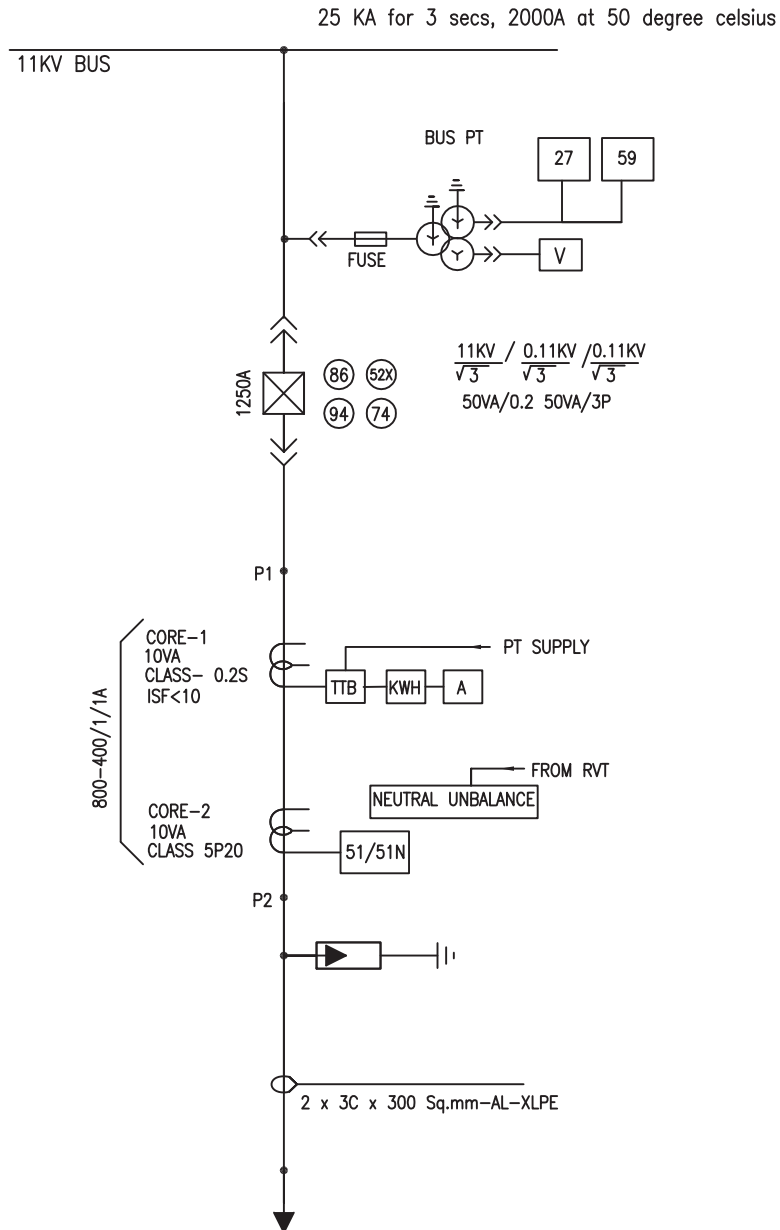 25 KA for 3 secs, 2000A at 50 degree celsius
11KV BUS
BUS PT
27
59
FUSE
V
1250A
86
52X
94
74
11KV / 0.11KV / 0.11KV
√3 √3 √3
50VA/0.2 50VA/3P
P1
800-400/1/1A
CORE-1
10VA
CLASS- 0.2S
ISF<10
PT SUPPLY
TTB
KWH
A
FROM RVT
NEUTRAL UNBALANCE
CORE-2
10VA
CLASS 5P20
51/51N
P2
2 x 3C x 300 Sq.mm-AL-XLPE